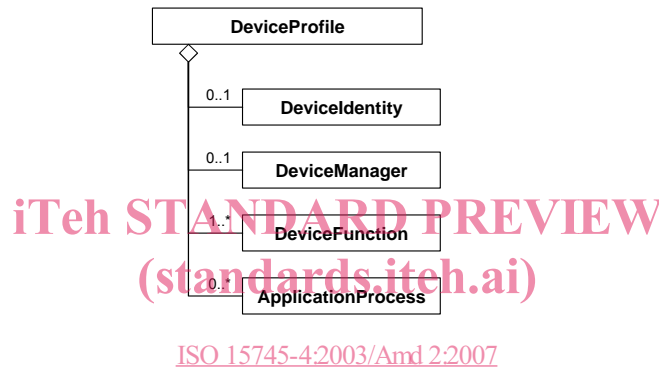 DeviceProfile
0..1
DeviceIdentity
0..1
DeviceManager
iTeh STANDARD PREVIEW
1..*
DeviceFunction
(standards.iteh.ai)
0..*
ApplicationProcess
ISO 15745-4:2003/Amd 2:2007